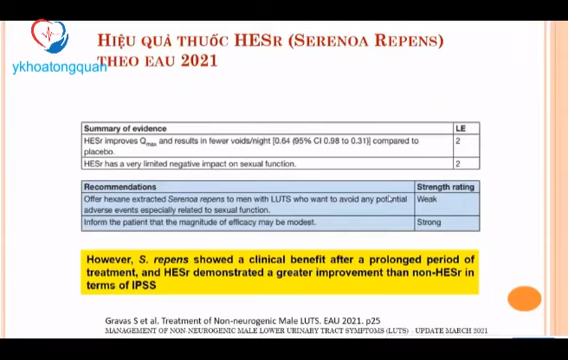 HIỆU QUẢ THUỐC HESR (SERENOA REPENS)
THEO EAU 2021
ykhoatongquan
Summary of evidence LE
HESr improves Qmax and results in fewer voids/night [0.64 (95% CI 0.98 to 0.31)] compared to 2
placebo.
HESr has a very limited negative impact on sexual function. 2
Recommendations Strength rating
Offer hexane extracted Serenoa repens to men with LUTS who want to avoid any potential Weak
adverse events especially related to sexual function.
Inform the patient that the magnitude of efficacy may be modest. Strong
However, S. repens showed a clinical benefit after a prolonged period of
treatment, and HESr demonstrated a greater improvement than non-HESr in
terms of IPSS
Gravas S et al. Treatment of Non-neurogenic Male LUTS. EAU 2021. p25
MANAGEMENT OF NON-NEUROGENIC MALE LOWER URINARY TRACT SYMPTOMS (LUTS) - UPDATE MARCH 2021